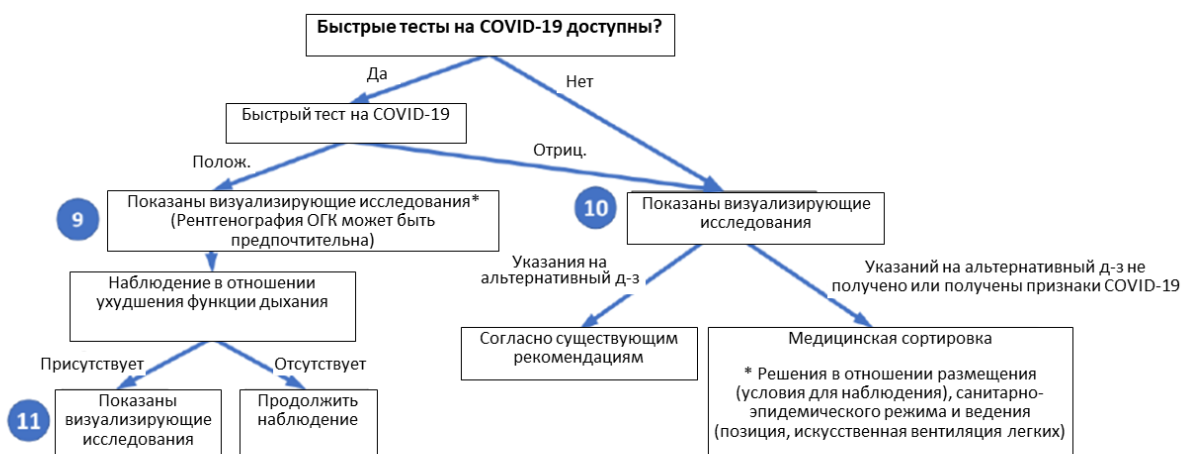 Быстрые тесты на COVID-19 доступны?
Да
Нет
Быстрый тест на COVID-19
Полож.
Отриц.
9
Показаны визуализирующие исследования*
(Рентгенография ОГК может быть
предпочтительна)
10
Показаны визуализирующие
исследования
Наблюдение в отношении
ухудшения функции дыхания
Указания на
альтернативный д-з
Указаний на альтернативный д-з не
получено или получены признаки COVID-19
Присутствует
Отсутствует
11
Показаны
визуализирующие
исследования
Продолжить
наблюдение
Согласно существующим
рекомендациям
Медицинская сортировка
* Решения в отношении размещения
(условия для наблюдения), санитарно-
эпидемического режима и ведения
(позиция, искусственная вентиляция легких)